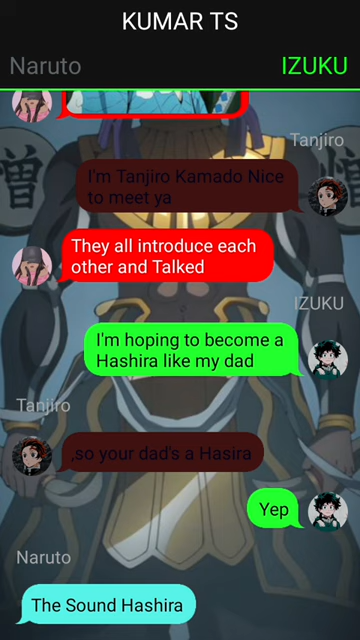 KUMAR TS
Naruto
IZUKU
Tanjiro
憎
I'm Tanjiro Kamado Nice
to meet ya
They all introduce each
other and Talked
IZUKU
I'm hoping to become a
Hashira like my dad
Tanjiro
,so your dad's a Hasira
Yep
Naruto
The Sound Hashira